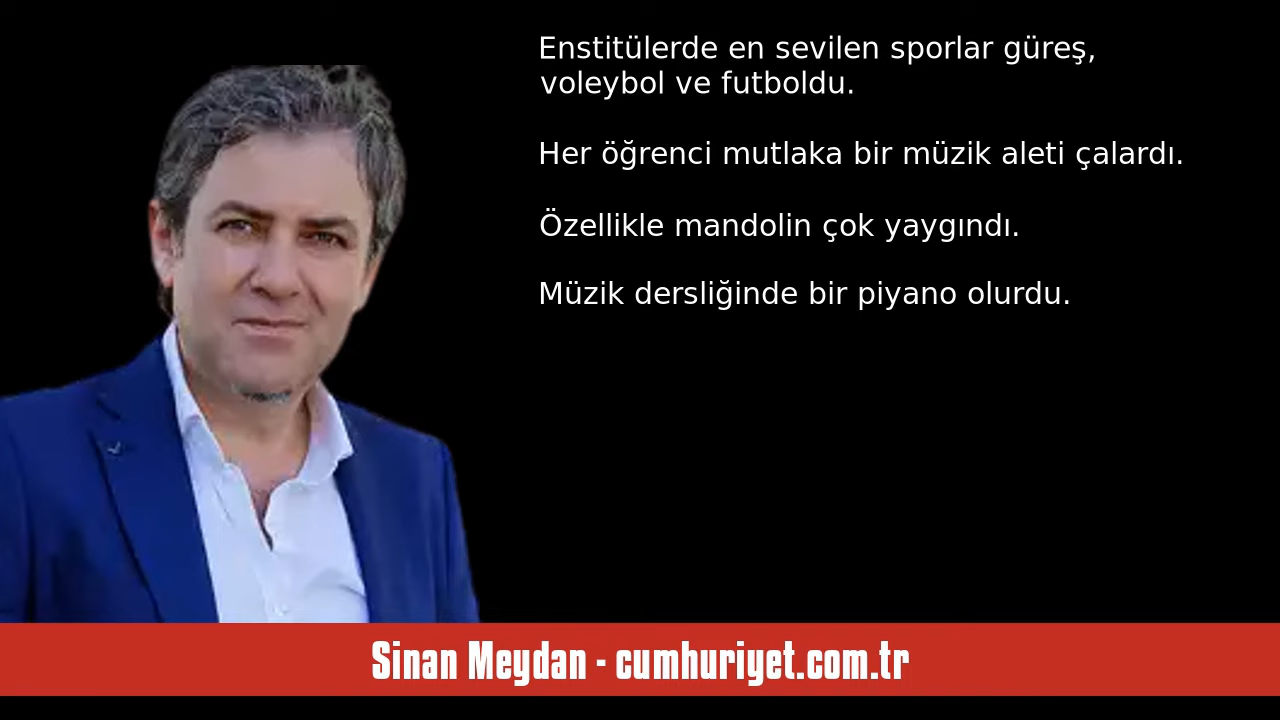 Enstitülerde en sevilen sporlar güreş,
voleybol ve futboldu.
Her öğrenci mutlaka bir müzik aleti çalardı.
Özellikle mandolin çok yaygındı.
Müzik dersliğinde bir piyano olurdu.
Sinan Meydan - cumhuriyet.com.tr